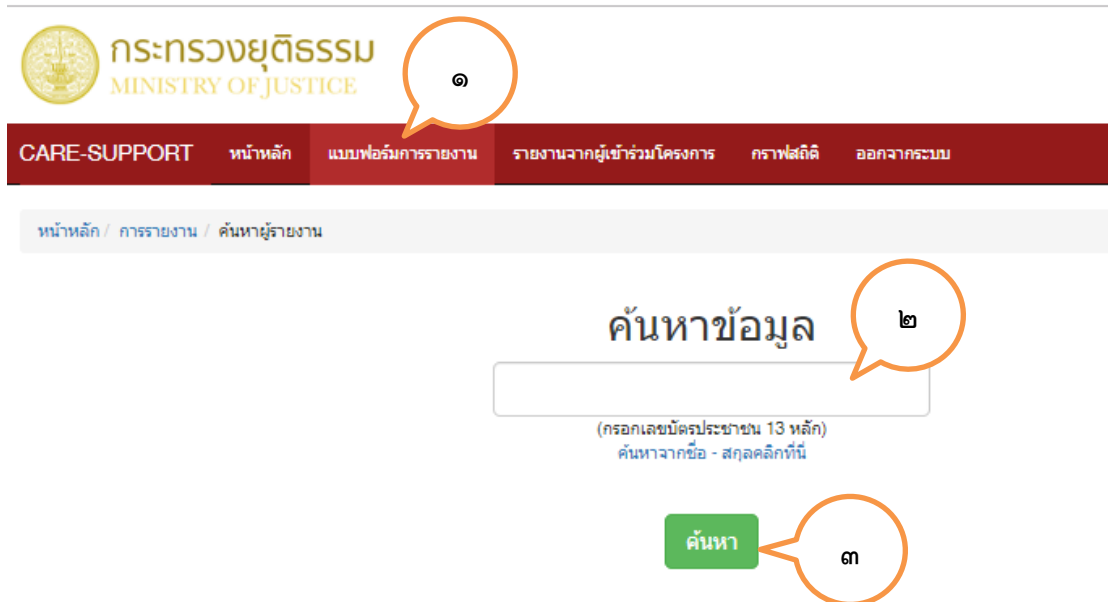 กระทรวงยุติธรรม
MINISTRY OF JUSTICE
๑
CARE-SUPPORT หน้าหลัก แบบฟอร์มการรายงาน รายงานจากผู้เข้าร่วมโครงการ กราฟสถิติ ออกจากระบบ
หน้าหลัก / การรายงาน / ค้นหาผู้รายงาน
ค้นหาข้อมูล
๒
(กรอกเลขบัตรประชาชน 13 หลัก)
ค้นหาจากชื่อ - สกุลคลิกที่นี่
ค้นหา
๓